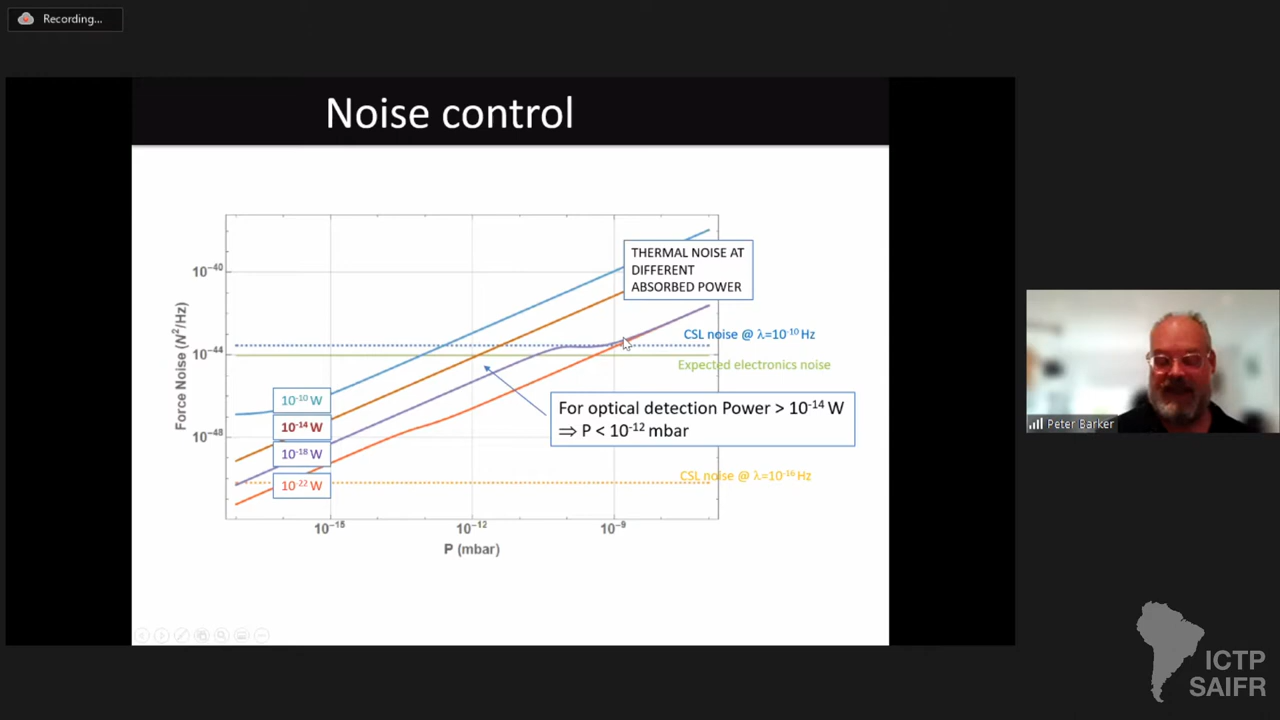 Recording...
Noise control
THERMAL NOISE AT
DIFFERENT
ABSORBED POWER
10⁻⁴⁰
10⁻⁴⁴
10⁻⁴⁸
Force Noise (N²/Hz)
CSL noise @ λ=10⁻¹⁰ Hz
Expected electronics noise
10⁻¹⁰ W
10⁻¹⁴ W
10⁻¹⁸ W
10⁻²² W
For optical detection Power > 10⁻¹⁴ W
⇒ P < 10⁻¹² mbar
CSL noise @ λ=10⁻¹⁶ Hz
10⁻¹⁵
10⁻¹²
10⁻⁹
P (mbar)
Peter Barker
ICTP
SAIFR